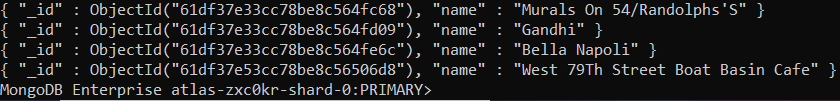 { "_id" : ObjectId("61df37e33cc78be8c564fc68"), "name" : "Murals On 54/Randolphs'S" }
{ "_id" : ObjectId("61df37e33cc78be8c564fd09"), "name" : "Gandhi" }
{ "_id" : ObjectId("61df37e33cc78be8c564fe6c"), "name" : "Bella Napoli" }
{ "_id" : ObjectId("61df37e53cc78be8c56506d8"), "name" : "West 79Th Street Boat Basin Cafe" }
MongoDB Enterprise atlas-zxc0kr-shard-0:PRIMARY>